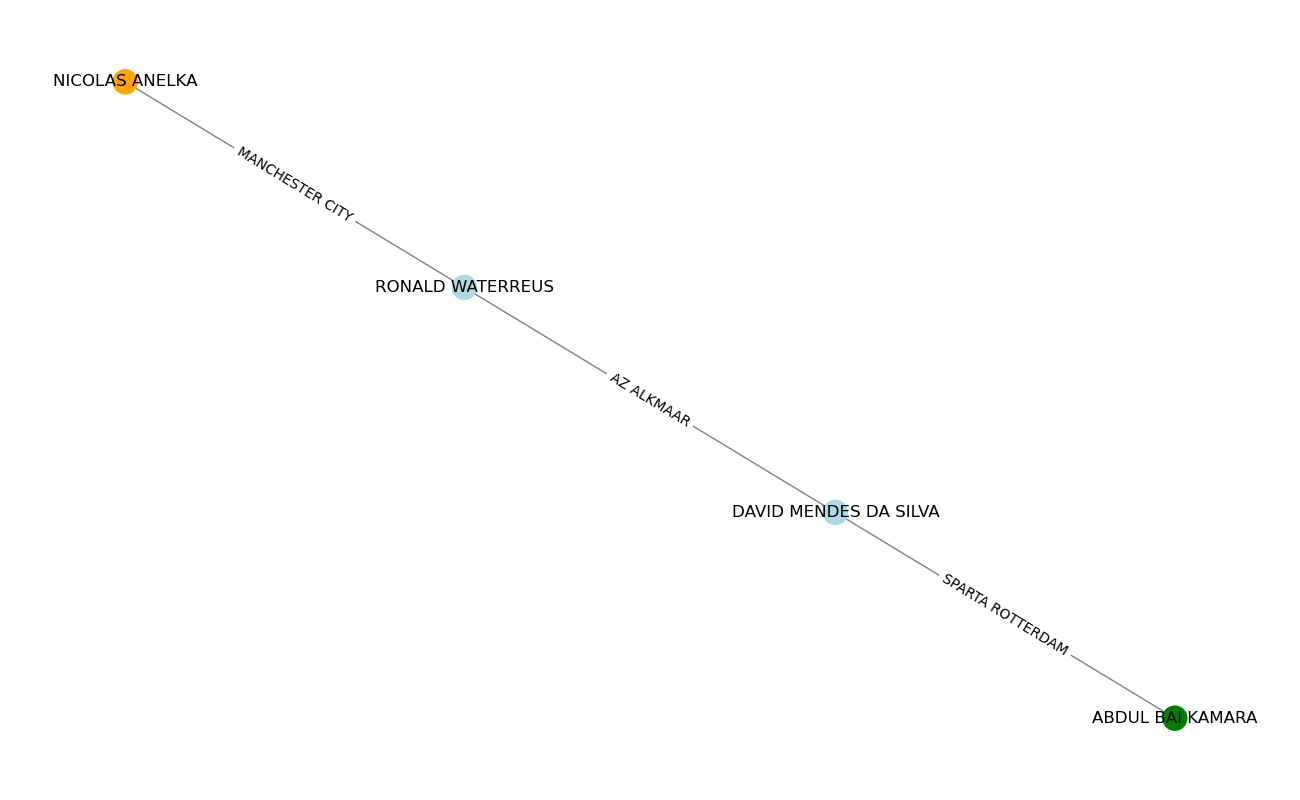 NICOLAS ANELKA
MANCHESTER CITY
RONALD WATERREUS
AZ ALKMAAR
DAVID MENDES DA SILVA
SPARTA ROTTERDAM
ABDUL BAI KAMARA